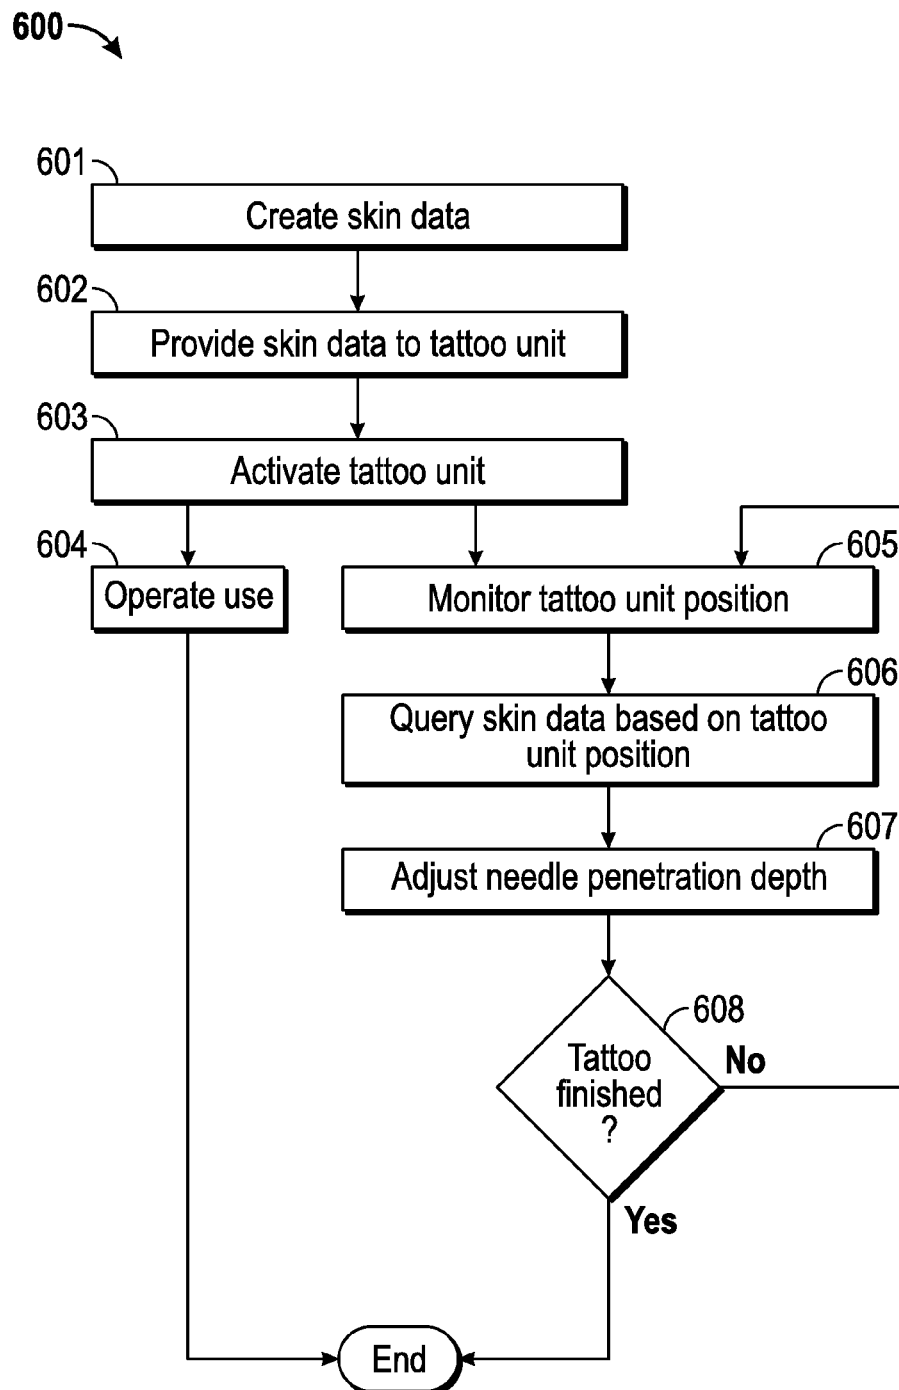 600
601
Create skin data
602
Provide skin data to tattoo unit
603
Activate tattoo unit
604
Operate use
605
Monitor tattoo unit position
606
Query skin data based on tattoo
unit position
607
Adjust needle penetration depth
608
Tattoo
finished
?
No
Yes
End